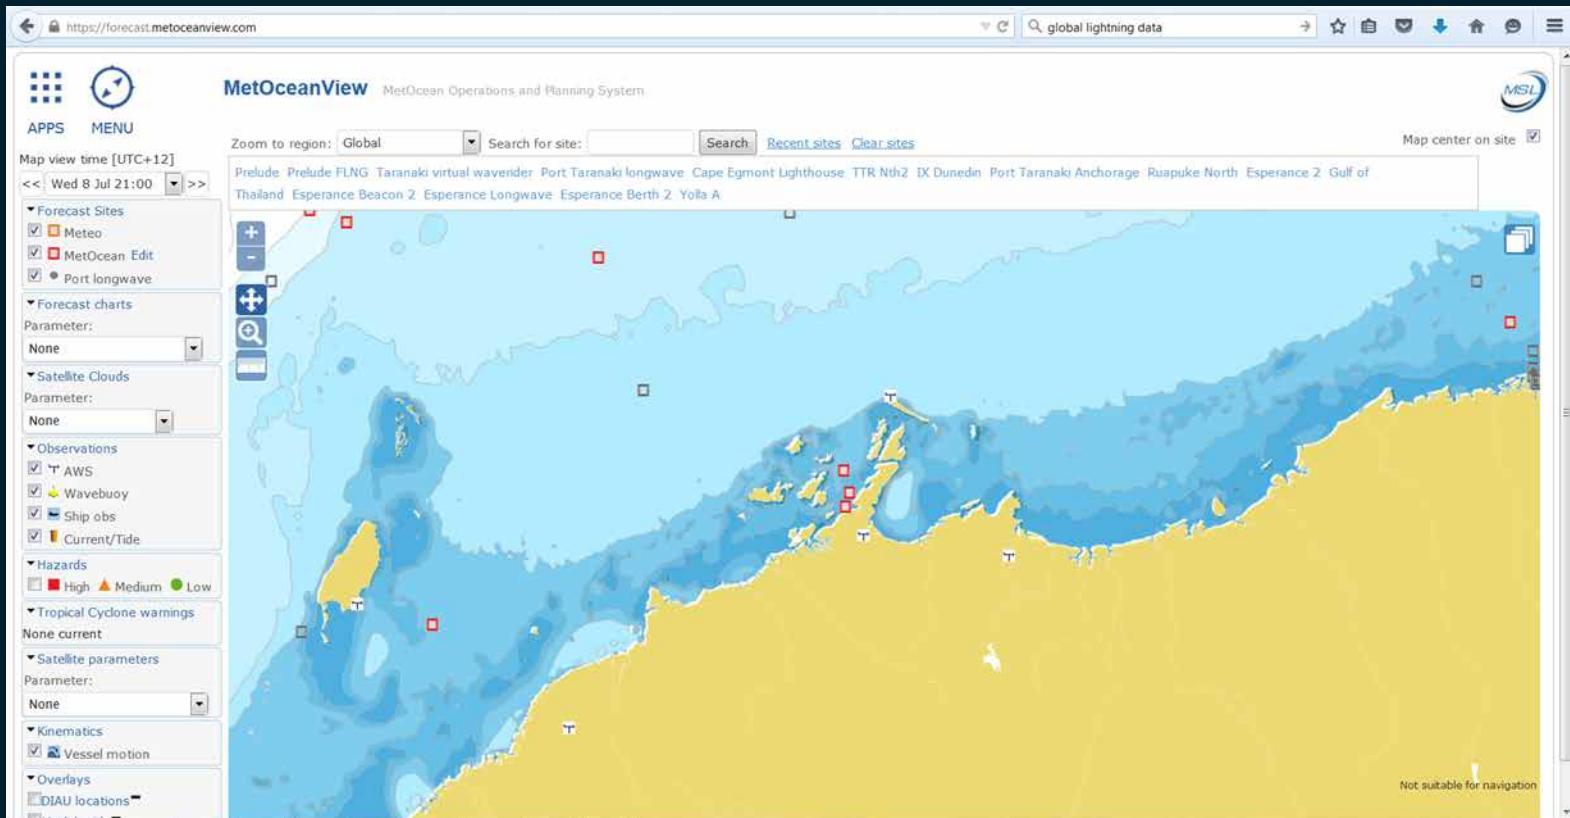 https://forecast.metoceanview.com
global lightning data
APPS
MENU
MetOceanView
MetOcean Operations and Planning System
MSL
Zoom to region:
Global
Search for site:
Search
Recent sites
Clear sites
Map center on site
Prelude Prelude FLNG Taranaki virtual waverider Port Taranaki longwave Cape Egmont Lighthouse TTR Nth2 IX Dunedin Port Taranaki Anchorage Ruapuke North Esperance 2 Gulf of
Thailand Esperance Beacon 2 Esperance Longwave Esperance Berth 2 Yolla A
Map view time [UTC+12]
<< Wed 8 Jul 21:00 >>
Forecast Sites
Meteo
MetOcean Edit
Port longwave
Forecast charts
Parameter:
None
Satellite Clouds
Parameter:
None
Observations
AWS
Wavebuoy
Ship obs
Current/Tide
Hazards
High Medium Low
Tropical Cyclone warnings
None current
Satellite parameters
Parameter:
None
Kinematics
Vessel motion
Overlays
DIAU locations
Not suitable for navigation